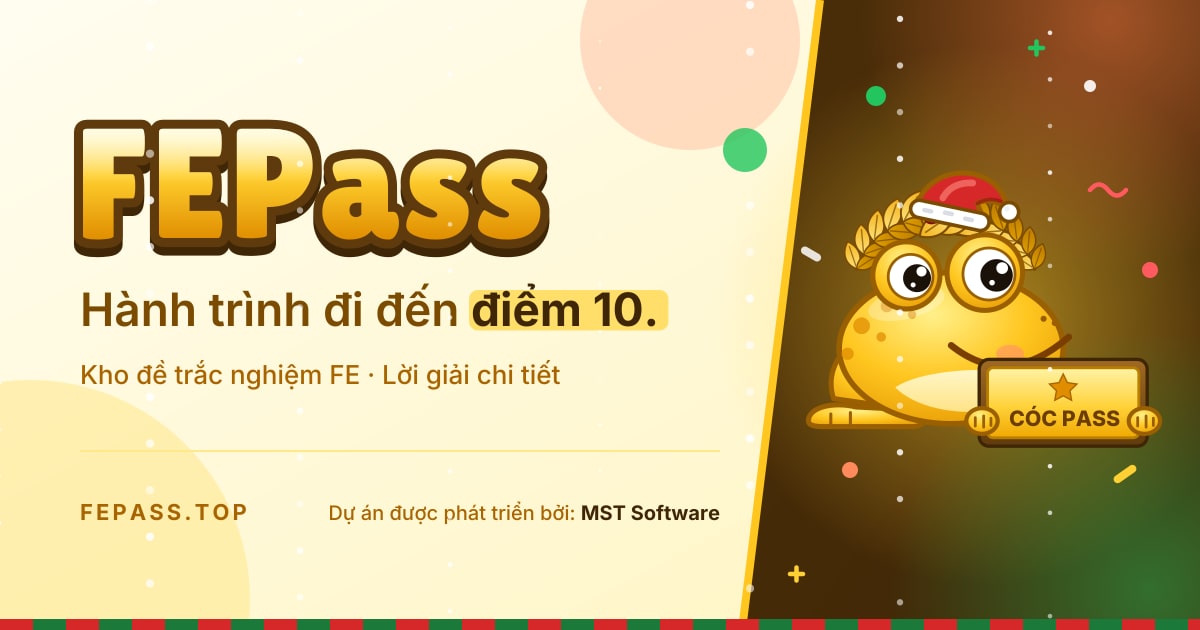 FEPass
Hành trình đi đến điểm 10.
Kho đề trắc nghiệm FE · Lời giải chi tiết
FEPASS.TOP
Dự án được phát triển bởi: MST Software
CÓC PASS